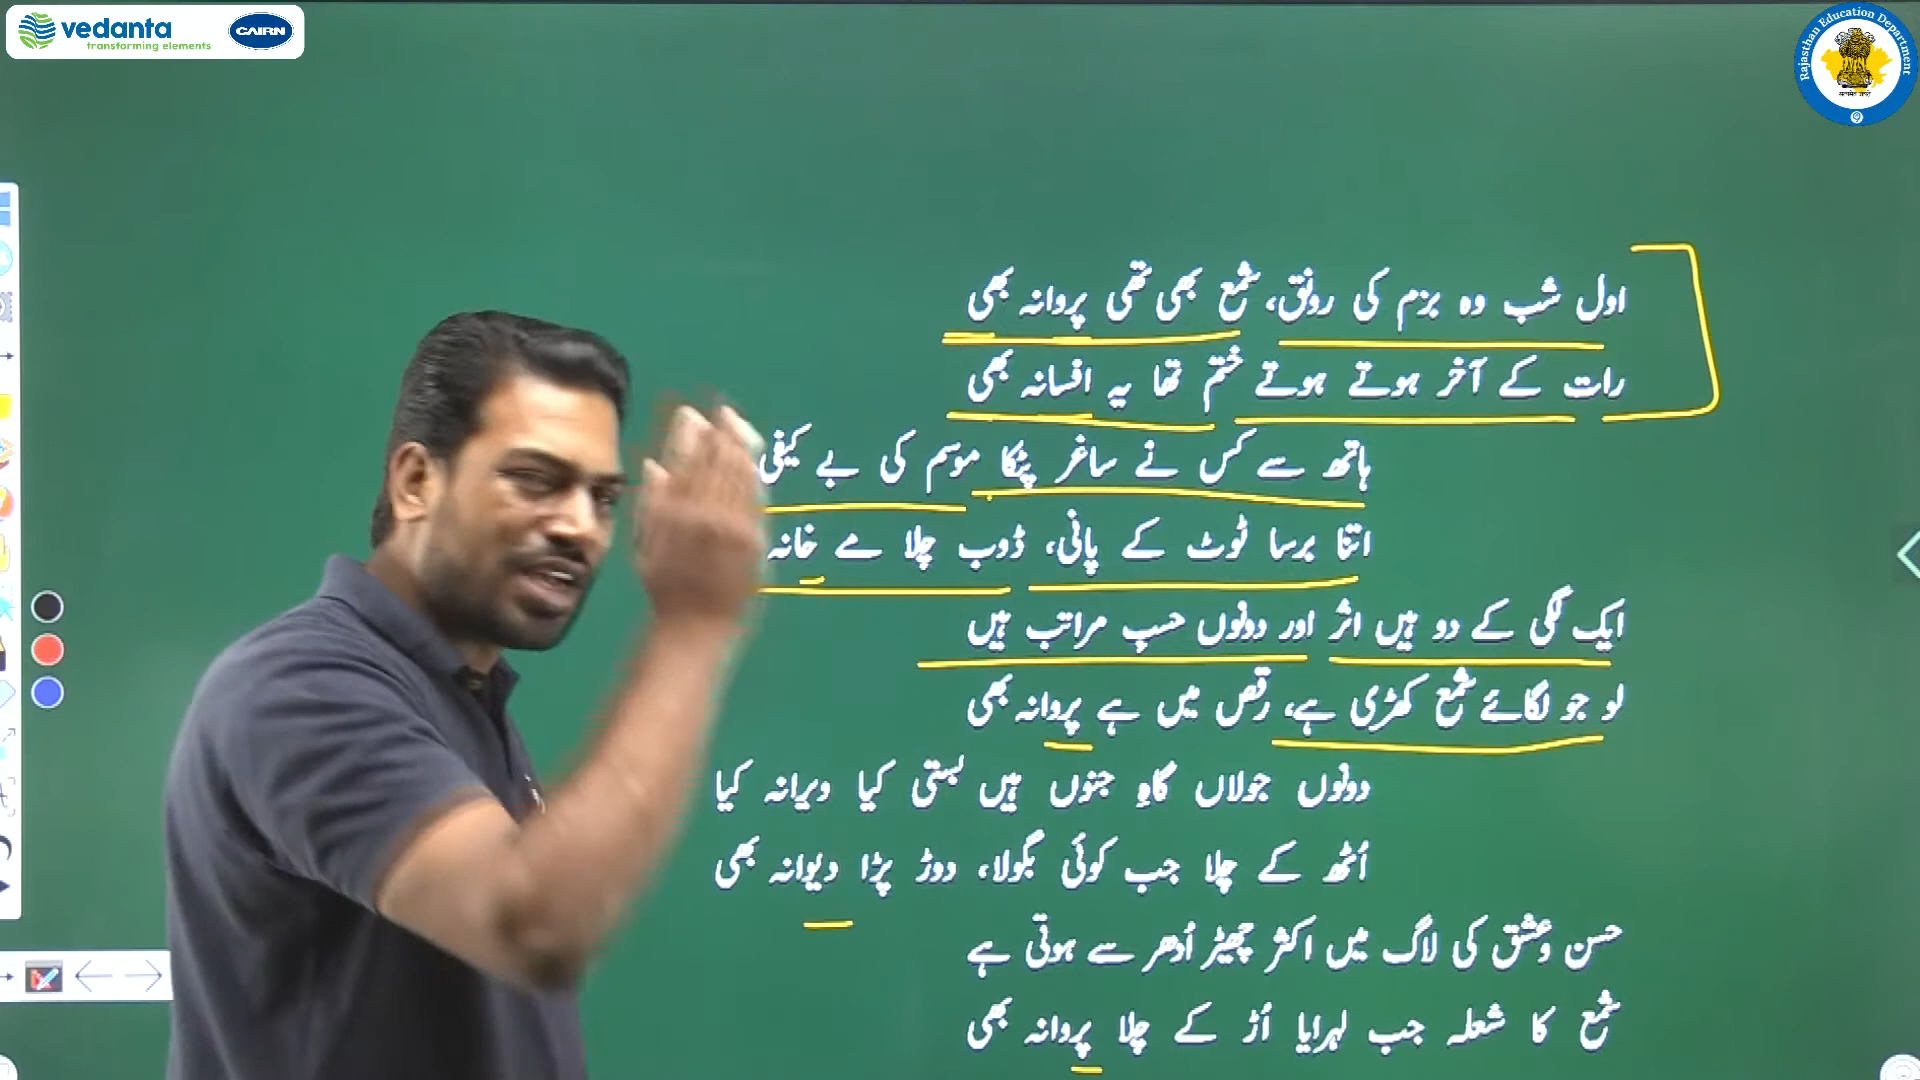 vedanta
transforming elements
CAIRN
Rajasthan Education Department
اول شب وہ بزم کی رونق، شمع بھی تھی پروانہ بھی
رات کے آخر ہوتے ہوتے ختم تھا یہ افسانہ بھی
ہاتھ سے کس نے ساغر پٹکا موسم کی بے کیفی
اتنا برسا ٹوٹ کے پانی، ڈوب چلا مے خانہ
ایک لگی کے دو ہیں اثر اور دونوں حسبِ مراتب ہیں
لو جو لگائے شمع کھڑی ہے، رقص میں ہے پروانہ بھی
دونوں جولاں گاہِ جنوں ہیں بستی کیا ویرانہ کیا
اُٹھ کے چلا جب کوئی بگولا، دوڑ پڑا دیوانہ بھی
حسن و عشق کی لاگ میں اکثر چھیڑ اُدھر سے ہوتی ہے
شمع کا شعلہ جب لہرایا اُڑ کے چلا پروانہ بھی